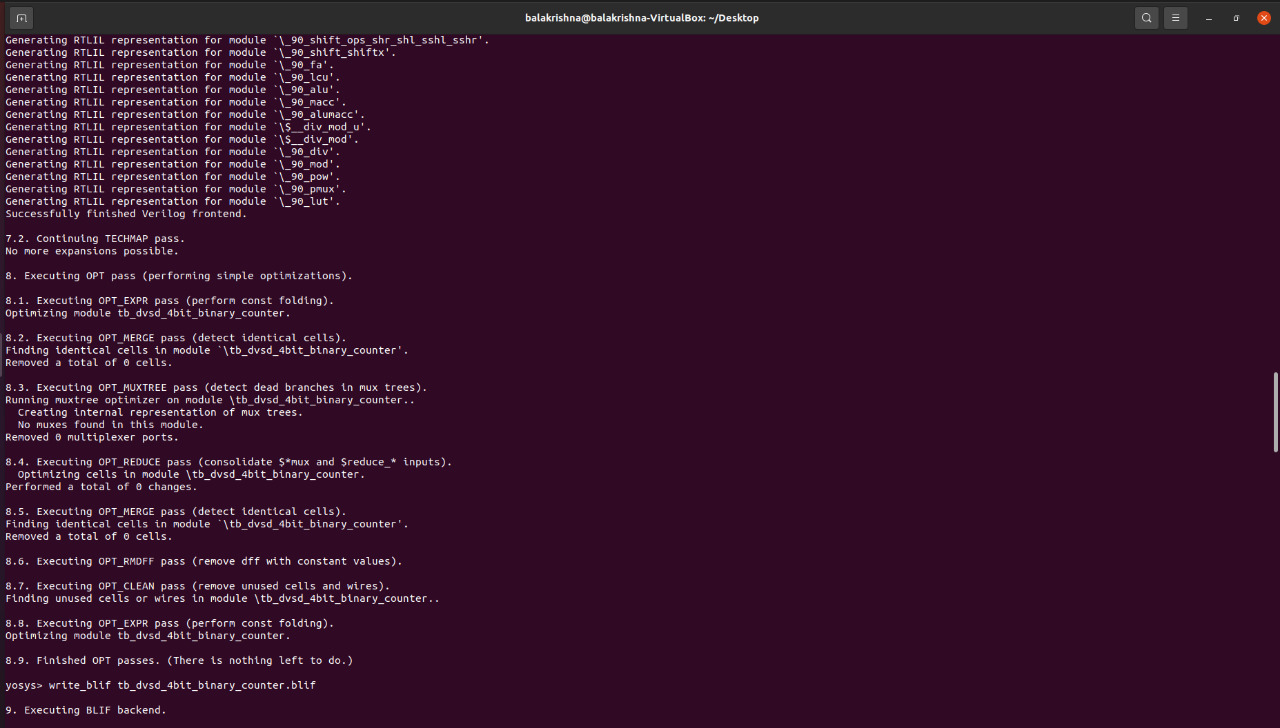 balakrishna@balakrishna-VirtualBox: ~/Desktop
Generating RTLIL representation for module `\_90_shift_ops_shr_shl_sshl_sshr'.
Generating RTLIL representation for module `\_90_shift_shiftx'.
Generating RTLIL representation for module `\_90_fa'.
Generating RTLIL representation for module `\_90_lcu'.
Generating RTLIL representation for module `\_90_alu'.
Generating RTLIL representation for module `\_90_macc'.
Generating RTLIL representation for module `\_90_alumacc'.
Generating RTLIL representation for module `\$__div_mod_u'.
Generating RTLIL representation for module `\$__div_mod'.
Generating RTLIL representation for module `\_90_div'.
Generating RTLIL representation for module `\_90_mod'.
Generating RTLIL representation for module `\_90_pow'.
Generating RTLIL representation for module `\_90_pmux'.
Generating RTLIL representation for module `\_90_lut'.
Successfully finished Verilog frontend.
7.2. Continuing TECHMAP pass.
No more expansions possible.
8. Executing OPT pass (performing simple optimizations).
8.1. Executing OPT_EXPR pass (perform const folding).
Optimizing module tb_dvsd_4bit_binary_counter.
8.2. Executing OPT_MERGE pass (detect identical cells).
Finding identical cells in module `\tb_dvsd_4bit_binary_counter'.
Removed a total of 0 cells.
8.3. Executing OPT_MUXTREE pass (detect dead branches in mux trees).
Running muxtree optimizer on module \tb_dvsd_4bit_binary_counter..
Creating internal representation of mux trees.
No muxes found in this module.
Removed 0 multiplexer ports.
8.4. Executing OPT_REDUCE pass (consolidate $*mux and $reduce_* inputs).
Optimizing cells in module \tb_dvsd_4bit_binary_counter.
Performed a total of 0 changes.
8.5. Executing OPT_MERGE pass (detect identical cells).
Finding identical cells in module `\tb_dvsd_4bit_binary_counter'.
Removed a total of 0 cells.
8.6. Executing OPT_RMDFF pass (remove dff with constant values).
8.7. Executing OPT_CLEAN pass (remove unused cells and wires).
Finding unused cells or wires in module \tb_dvsd_4bit_binary_counter..
8.8. Executing OPT_EXPR pass (perform const folding).
Optimizing module tb_dvsd_4bit_binary_counter.
8.9. Finished OPT passes. (There is nothing left to do.)
yosys> write_blif tb_dvsd_4bit_binary_counter.blif
9. Executing BLIF backend.